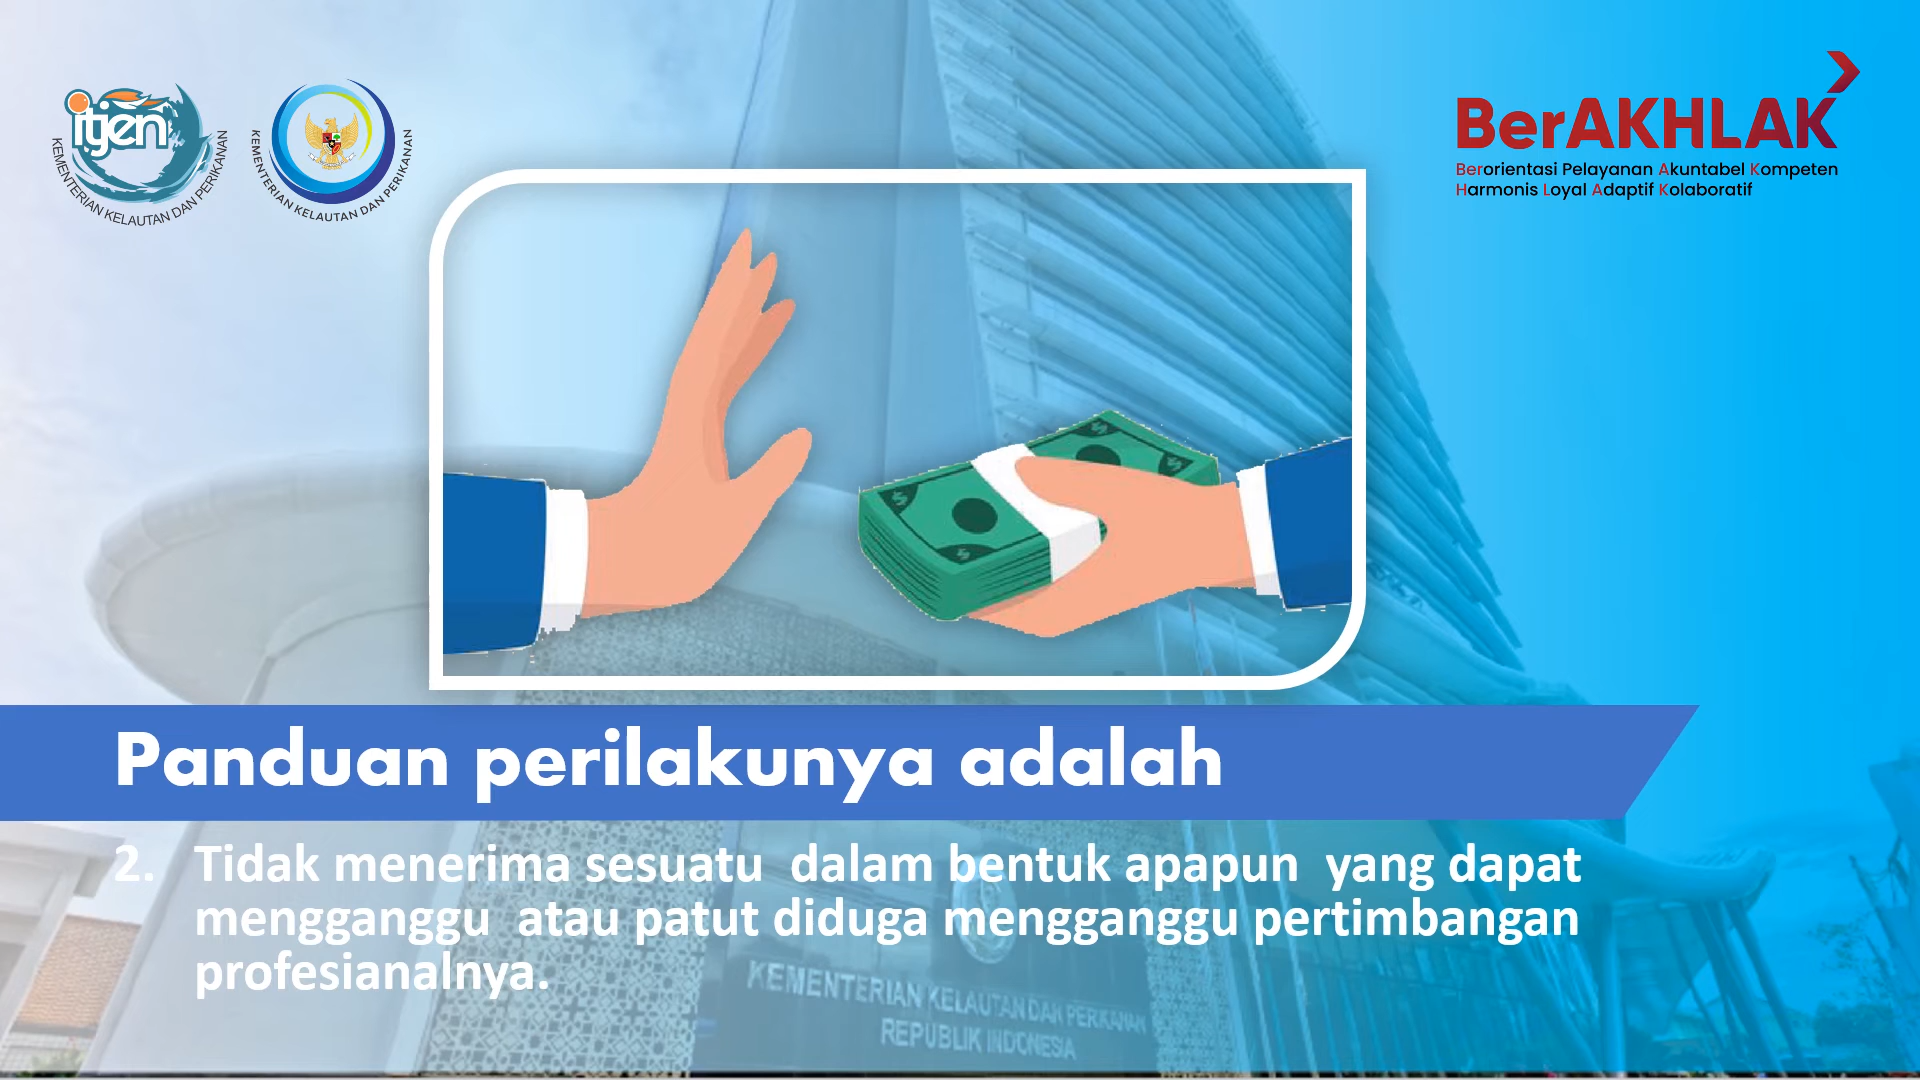 itjen
KEMENTERIAN KELAUTAN DAN PERIKANAN
KEMENTERIAN KELAUTAN DAN PERIKANAN
BerAKHLAK
Berorientasi Pelayanan Akuntabel Kompeten
Harmonis Loyal Adaptif Kolaboratif
Panduan perilakunya adalah
2. Tidak menerima sesuatu dalam bentuk apapun yang dapat
mengganggu atau patut diduga mengganggu pertimbangan
profesianalnya.
KEMENTERIAN KELAUTAN DAN PERIKANAN
REPUBLIK INDONESIA